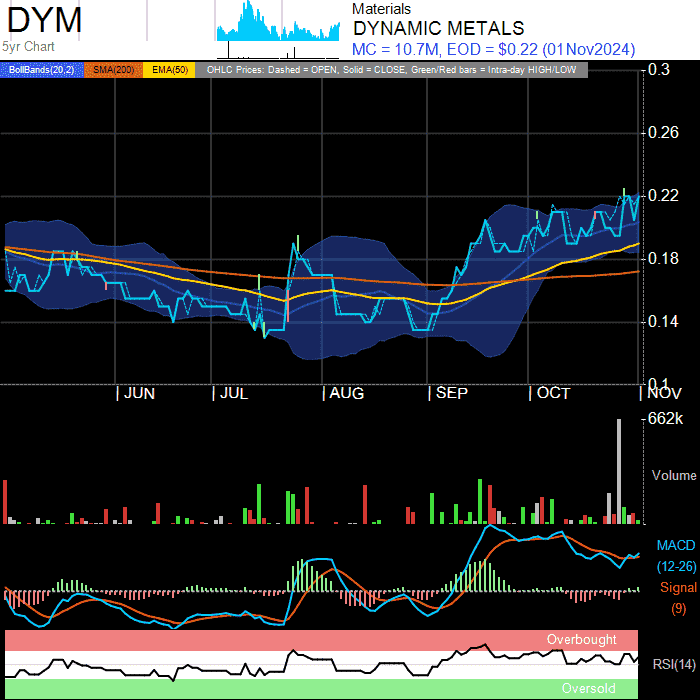 DYM
5yr Chart
Materials
DYNAMIC METALS
MC = 10.7M, EOD = $0.22 (01Nov2024)
BollBands(20,2) SMA(200) EMA(50) OHLC Prices: Dashed = OPEN, Solid = CLOSE, Green/Red bars = Intra-day HIGH/LOW
0.3
0.26
0.22
0.18
0.14
0.1
JUN JUL AUG SEP OCT NOV
662k
Volume
MACD
(12-26)
Signal
(9)
Overbought
RSI(14)
Oversold